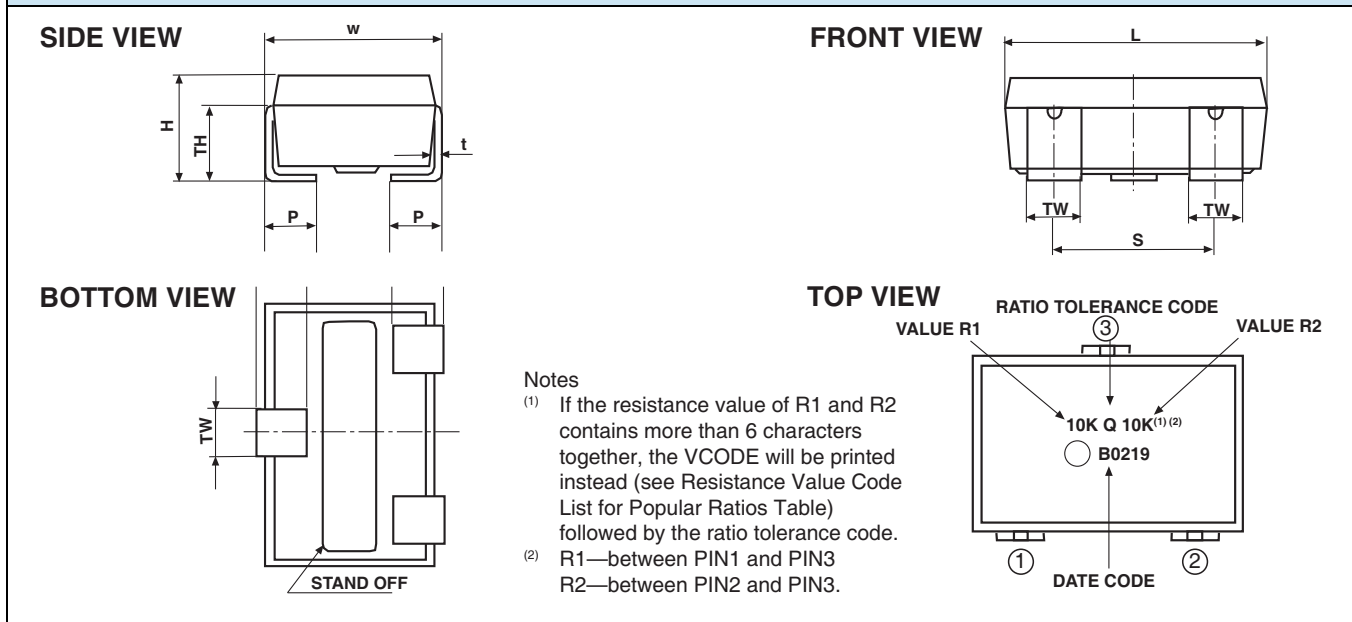 SIDE VIEW
w
H
TH
t
P
P
FRONT VIEW
L
TW
TW
S
BOTTOM VIEW
TW
STAND OFF
Notes
(1) If the resistance value of R1 and R2
contains more than 6 characters
together, the VCODE will be printed
instead (see Resistance Value Code
List for Popular Ratios Table)
followed by the ratio tolerance code.
(2) R1—between PIN1 and PIN3
R2—between PIN2 and PIN3.
TOP VIEW
RATIO TOLERANCE CODE
VALUE R1
3
VALUE R2
10K Q 10K(1) (2)
B0219
1
2
DATE CODE